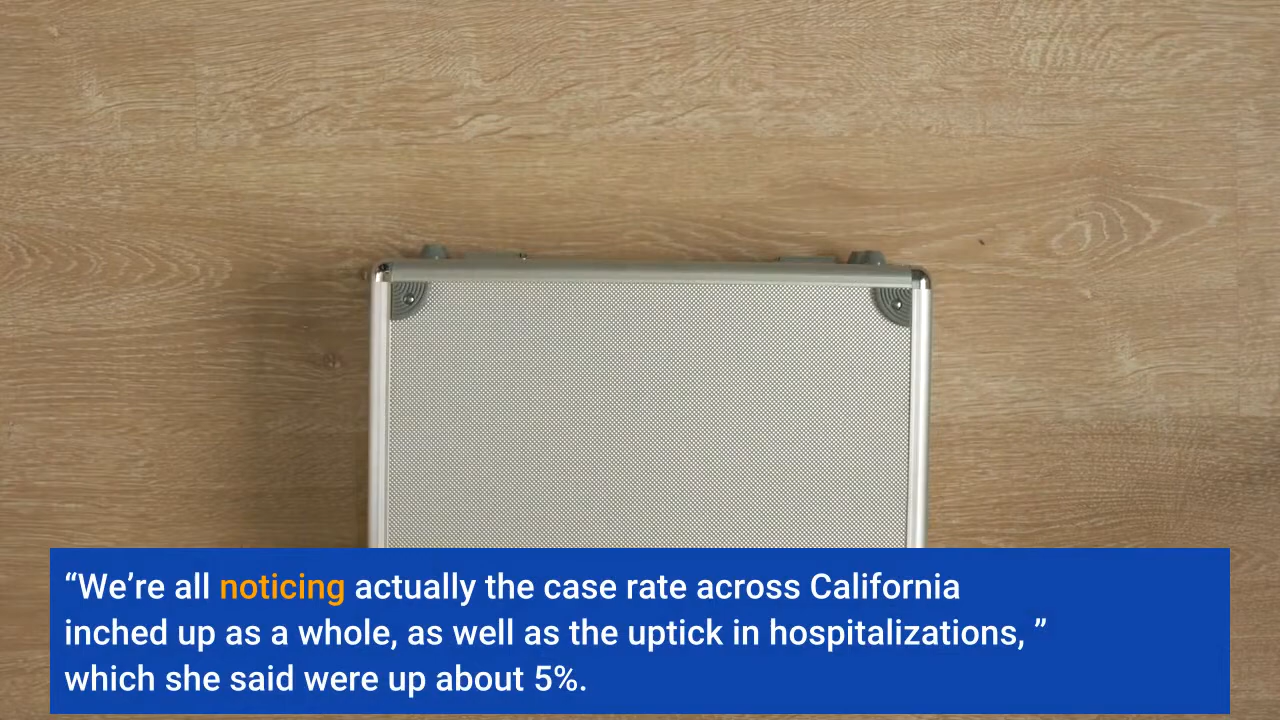 “We’re all noticing actually the case rate across California
inched up as a whole, as well as the uptick in hospitalizations, ”
which she said were up about 5%.